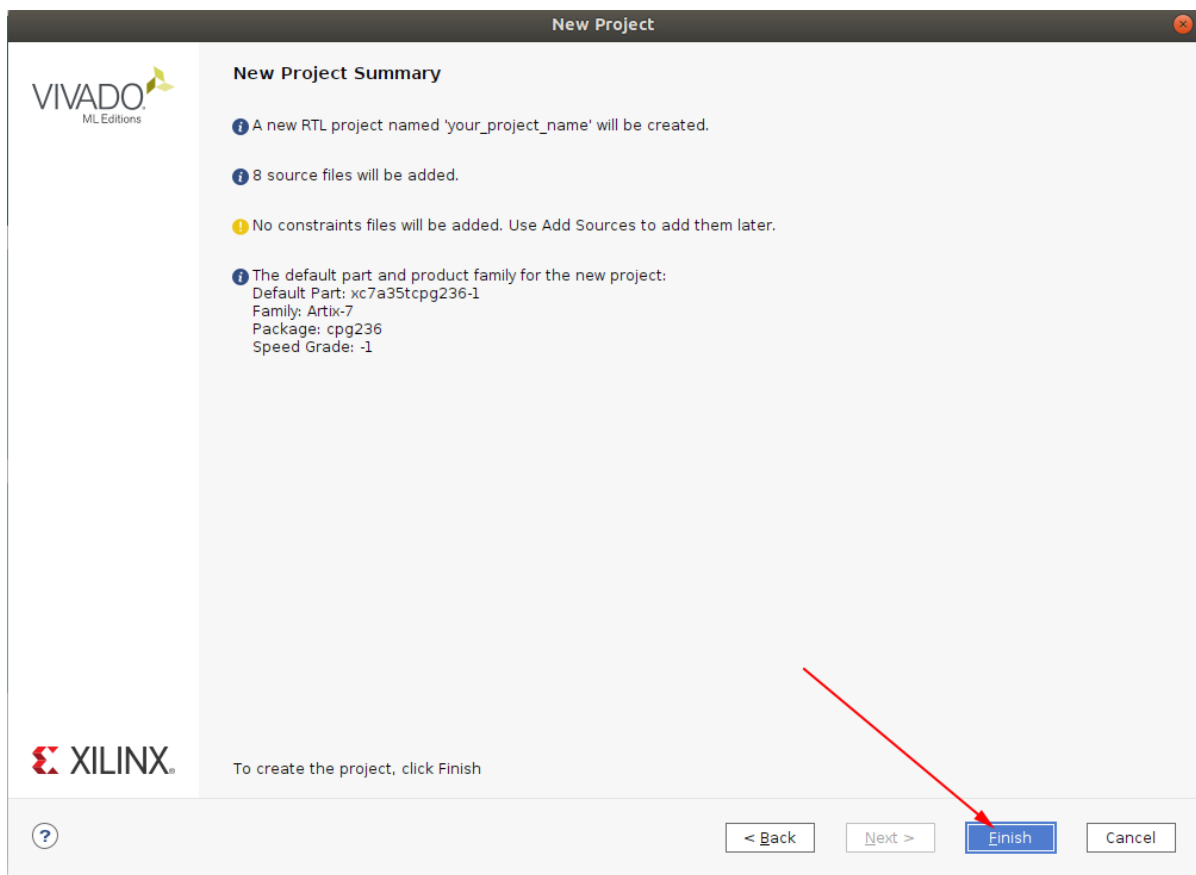 New Project
VIVADO
ML Editions
New Project Summary
A new RTL project named 'your_project_name' will be created.
8 source files will be added.
No constraints files will be added. Use Add Sources to add them later.
The default part and product family for the new project:
Default Part: xc7a35tcpg236-1
Family: Artix-7
Package: cpg236
Speed Grade: -1
XILINX
To create the project, click Finish
?
< Back
Next >
Finish
Cancel